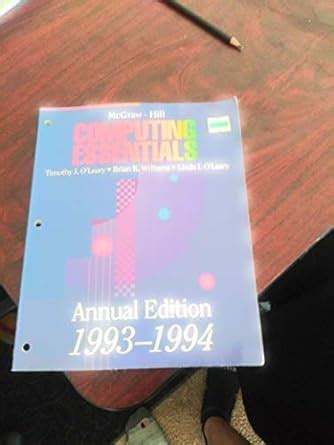 McGraw-Hill
COMPUTING
ESSENTIALS
Timothy J. O'Leary • Brian K. Williams • Linda I. O'Leary
Annual Edition
1993–1994